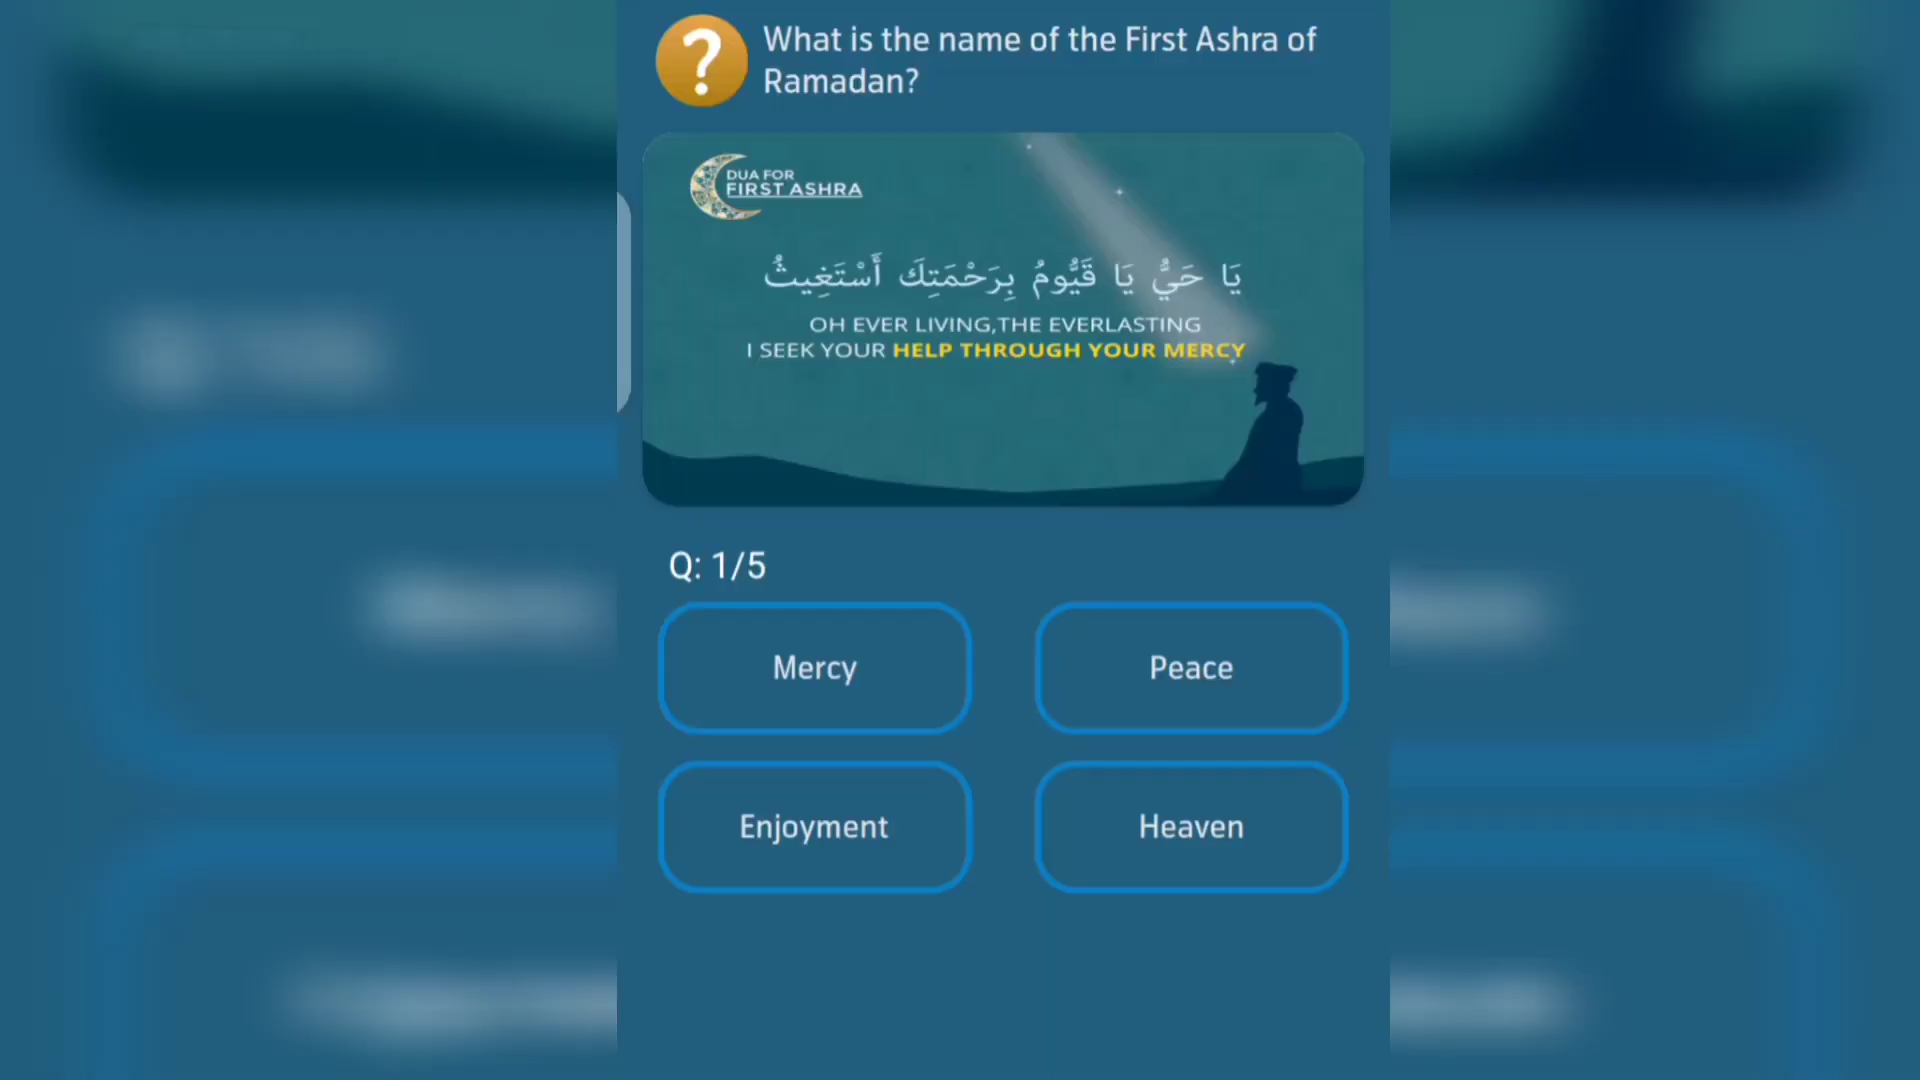 What is the name of the First Ashra of
Ramadan?
DUA FOR
FIRST ASHRA
يَا حَيُّ يَا قَيُّومُ بِرَحْمَتِكَ أَسْتَغِيثُ
OH EVER LIVING,THE EVERLASTING
I SEEK YOUR HELP THROUGH YOUR MERCY
Q: 1/5
Mercy
Peace
Enjoyment
Heaven